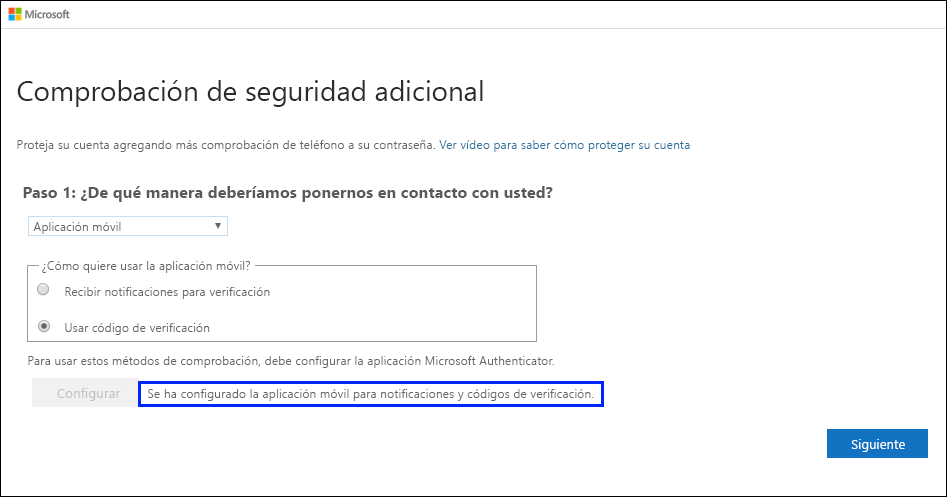 Microsoft
Comprobación de seguridad adicional
Proteja su cuenta agregando más comprobación de teléfono a su contraseña. Ver vídeo para saber cómo proteger su cuenta
Paso 1: ¿De qué manera deberíamos ponernos en contacto con usted?
Aplicación móvil
¿Cómo quiere usar la aplicación móvil?
Recibir notificaciones para verificación
Usar código de verificación
Para usar estos métodos de comprobación, debe configurar la aplicación Microsoft Authenticator.
Configurar Se ha configurado la aplicación móvil para notificaciones y códigos de verificación.
Siguiente